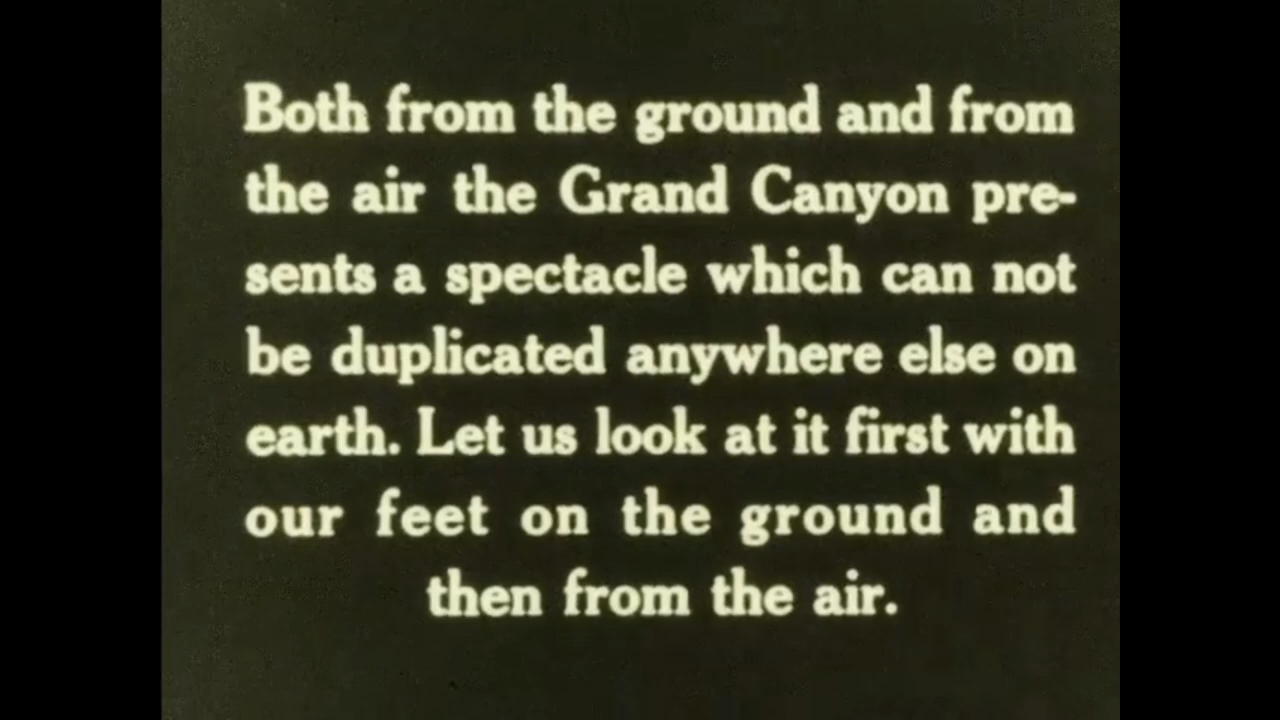 Both from the ground and from
the air the Grand Canyon pre-
sents a spectacle which can not
be duplicated anywhere else on
earth. Let us look at it first with
our feet on the ground and
then from the air.